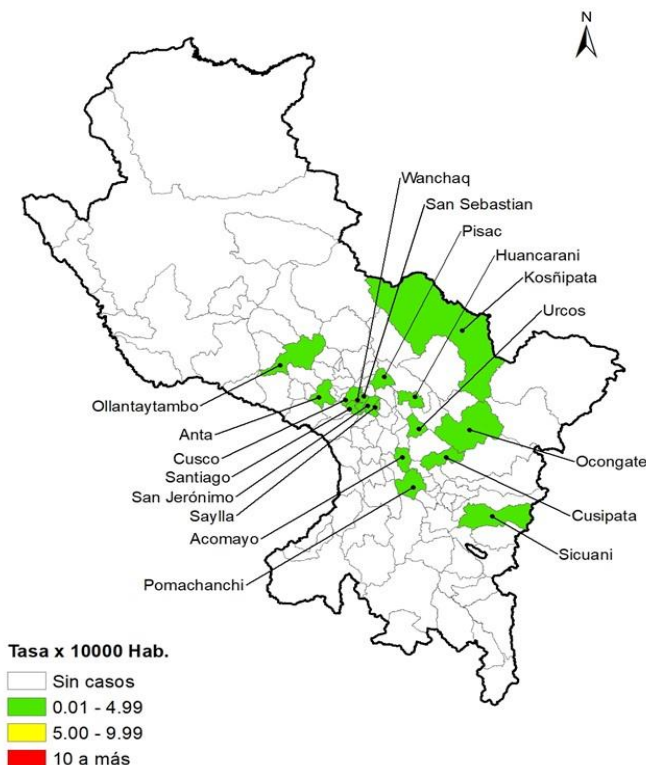 N
Wanchaq
San Sebastian
Pisac
Huancarani
Kosñipata
Urcos
Ollantaytambo
Anta
Cusco
Santiago
San Jerónimo
Saylla
Acomayo
Pomachanchi
Ocongate
Cusipata
Sicuani
Tasa x 10000 Hab.
Sin casos
0.01 - 4.99
5.00 - 9.99
10 a más